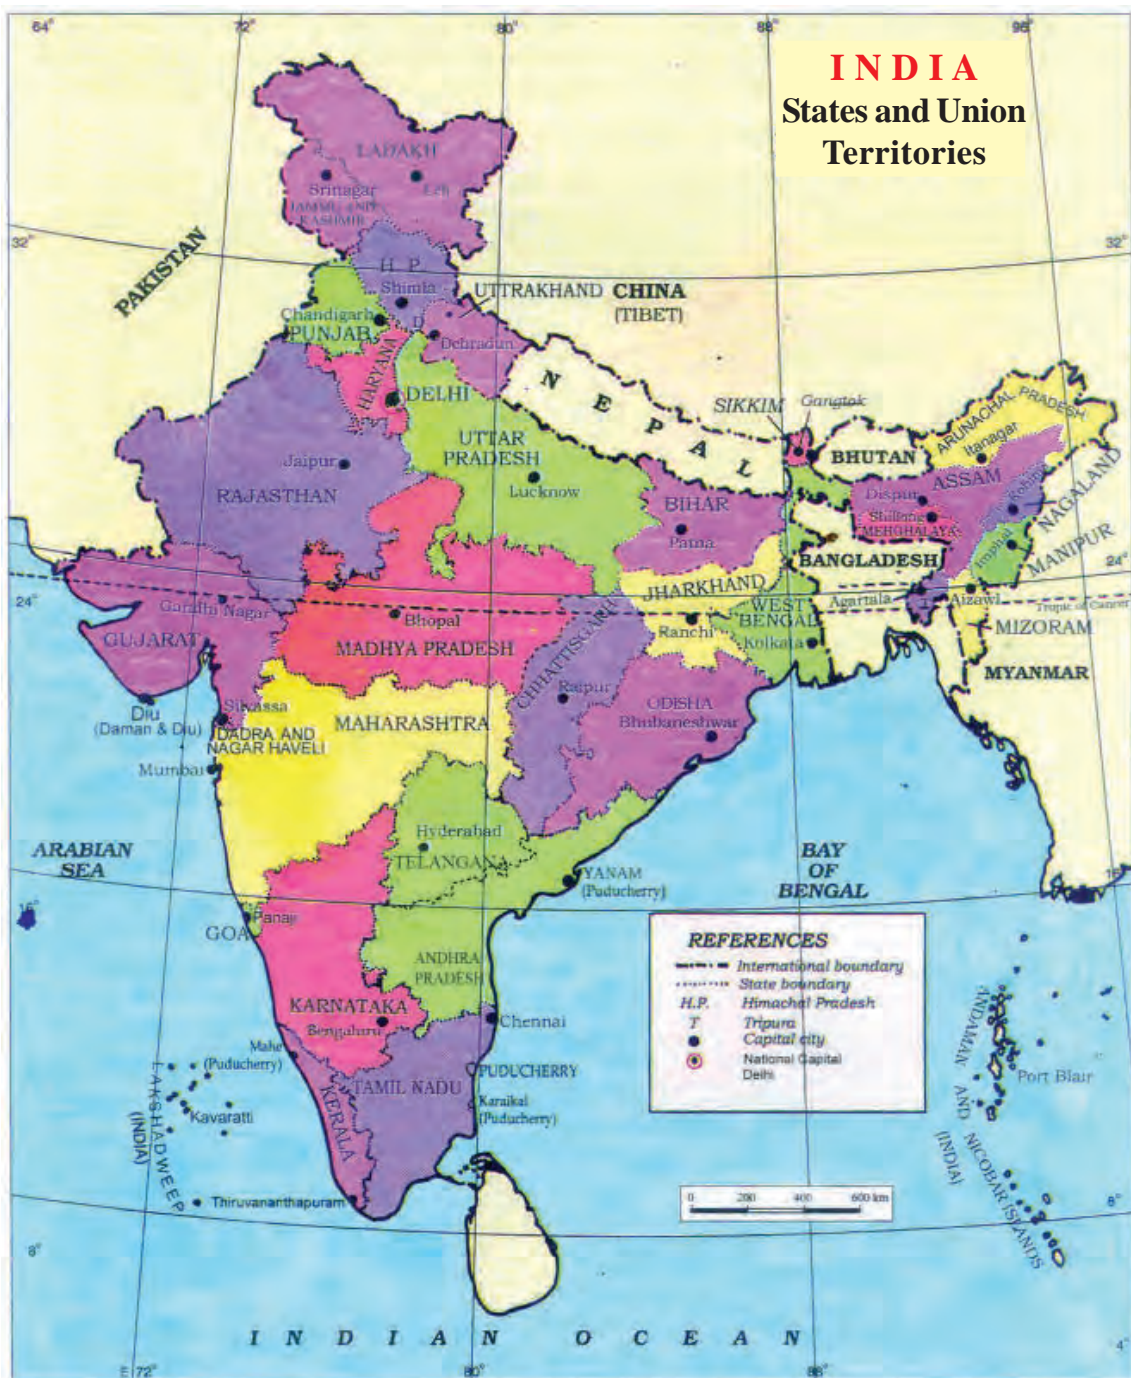 64°
72°
80°
88°
96°
I N D I A
States and Union
Territories
LADAKH
Srinagar
Leh
JAMMU AND
KASHMIR
32°
32°
PAKISTAN
H. P.
Shimla
UTTRAKHAND
CHINA
(TIBET)
Chandigarh
PUNJAB
D
Dehradun
HARYANA
DELHI
N E P A L
SIKKIM
Gangtok
BHUTAN
ARUNACHAL PRADESH
Itanagar
UTTAR
PRADESH
Lucknow
Jaipur
RAJASTHAN
BIHAR
Patna
ASSAM
Dispur
Shillong
MERGHALAYA
Kohima
NAGALAND
Imphal
MANIPUR
BANGLADESH
24°
24°
Gandhi Nagar
GUJARAT
Bhopal
MADHYA PRADESH
CHHATTISGARH
Raipur
JHARKHAND
Ranchi
WEST
BENGAL
Kolkata
Agartala
T
Aizawl
Tropic of Cancer
MIZORAM
MYANMAR
ODISHA
Bhubaneshwar
Diu
(Daman & Diu)
Silvassa
DADRA AND
NAGAR HAVELI
Mumbai
MAHARASHTRA
Hyderabad
TELANGANA
ARABIAN
SEA
BAY
OF
BENGAL
YANAM
(Puducherry)
16°
16°
Panaji
GOA
ANDHRA
PRADESH
KARNATAKA
Bengaluru
Chennai
Mahe
(Puducherry)
TAMIL NADU
PUDUCHERRY
Karaikal
(Puducherry)
KERALA
LAKSHADWEEP
(INDIA)
Kavaratti
Thiruvananthapuram
REFERENCES
International boundary
State boundary
H.P. Himachal Pradesh
T Tripura
Capital city
National Capital
Delhi
ANDAMAN AND NICOBAR ISLANDS
(INDIA)
Port Blair
0 200 400 600 km
8°
8°
I N D I A N O C E A N
72°
80°
88°
4°